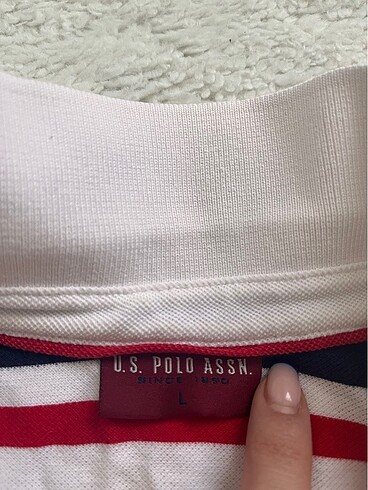 U.S. POLO ASSN.
SINCE 1890
L